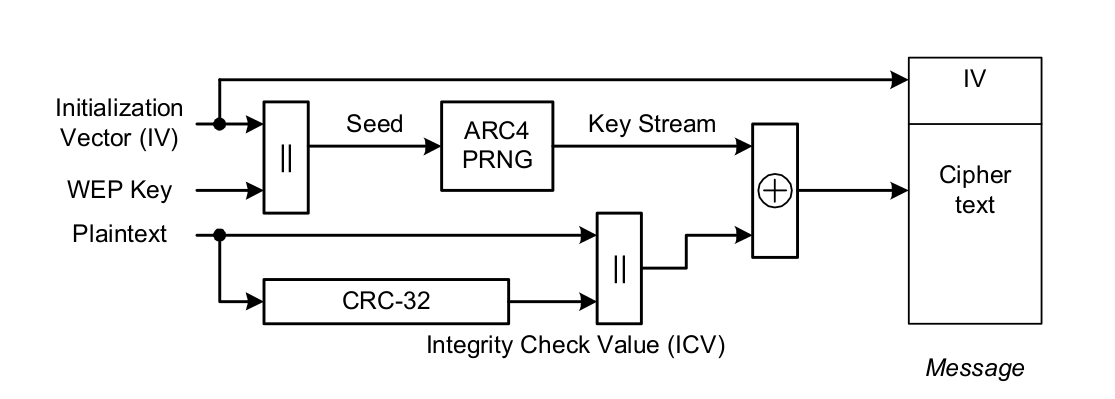 Initialization
Vector (IV)
WEP Key
Plaintext
||
Seed
ARC4
PRNG
Key Stream
CRC-32
||
Integrity Check Value (ICV)
⊕
IV
Cipher
text
Message